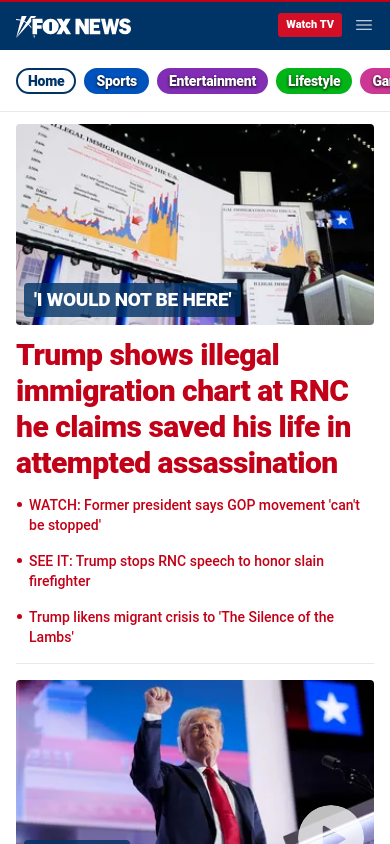 FOX NEWS
Watch TV
Home
Sports
Entertainment
Lifestyle
ILLEGAL IMMIGRATION INTO THE U.S.
'I WOULD NOT BE HERE'
Trump shows illegal
immigration chart at RNC
he claims saved his life in
attempted assassination
• WATCH: Former president says GOP movement 'can't
be stopped'
• SEE IT: Trump stops RNC speech to honor slain
firefighter
• Trump likens migrant crisis to 'The Silence of the
Lambs'